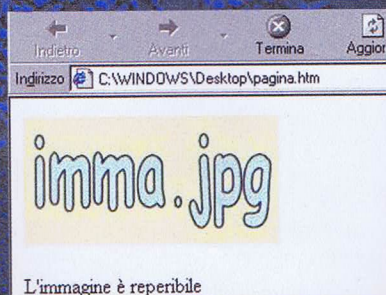 Indietro Avanti Termina Aggior
Indirizzo C:\WINDOWS\Desktop\pagina.htm
imma.jpg
L'immagine è reperibile